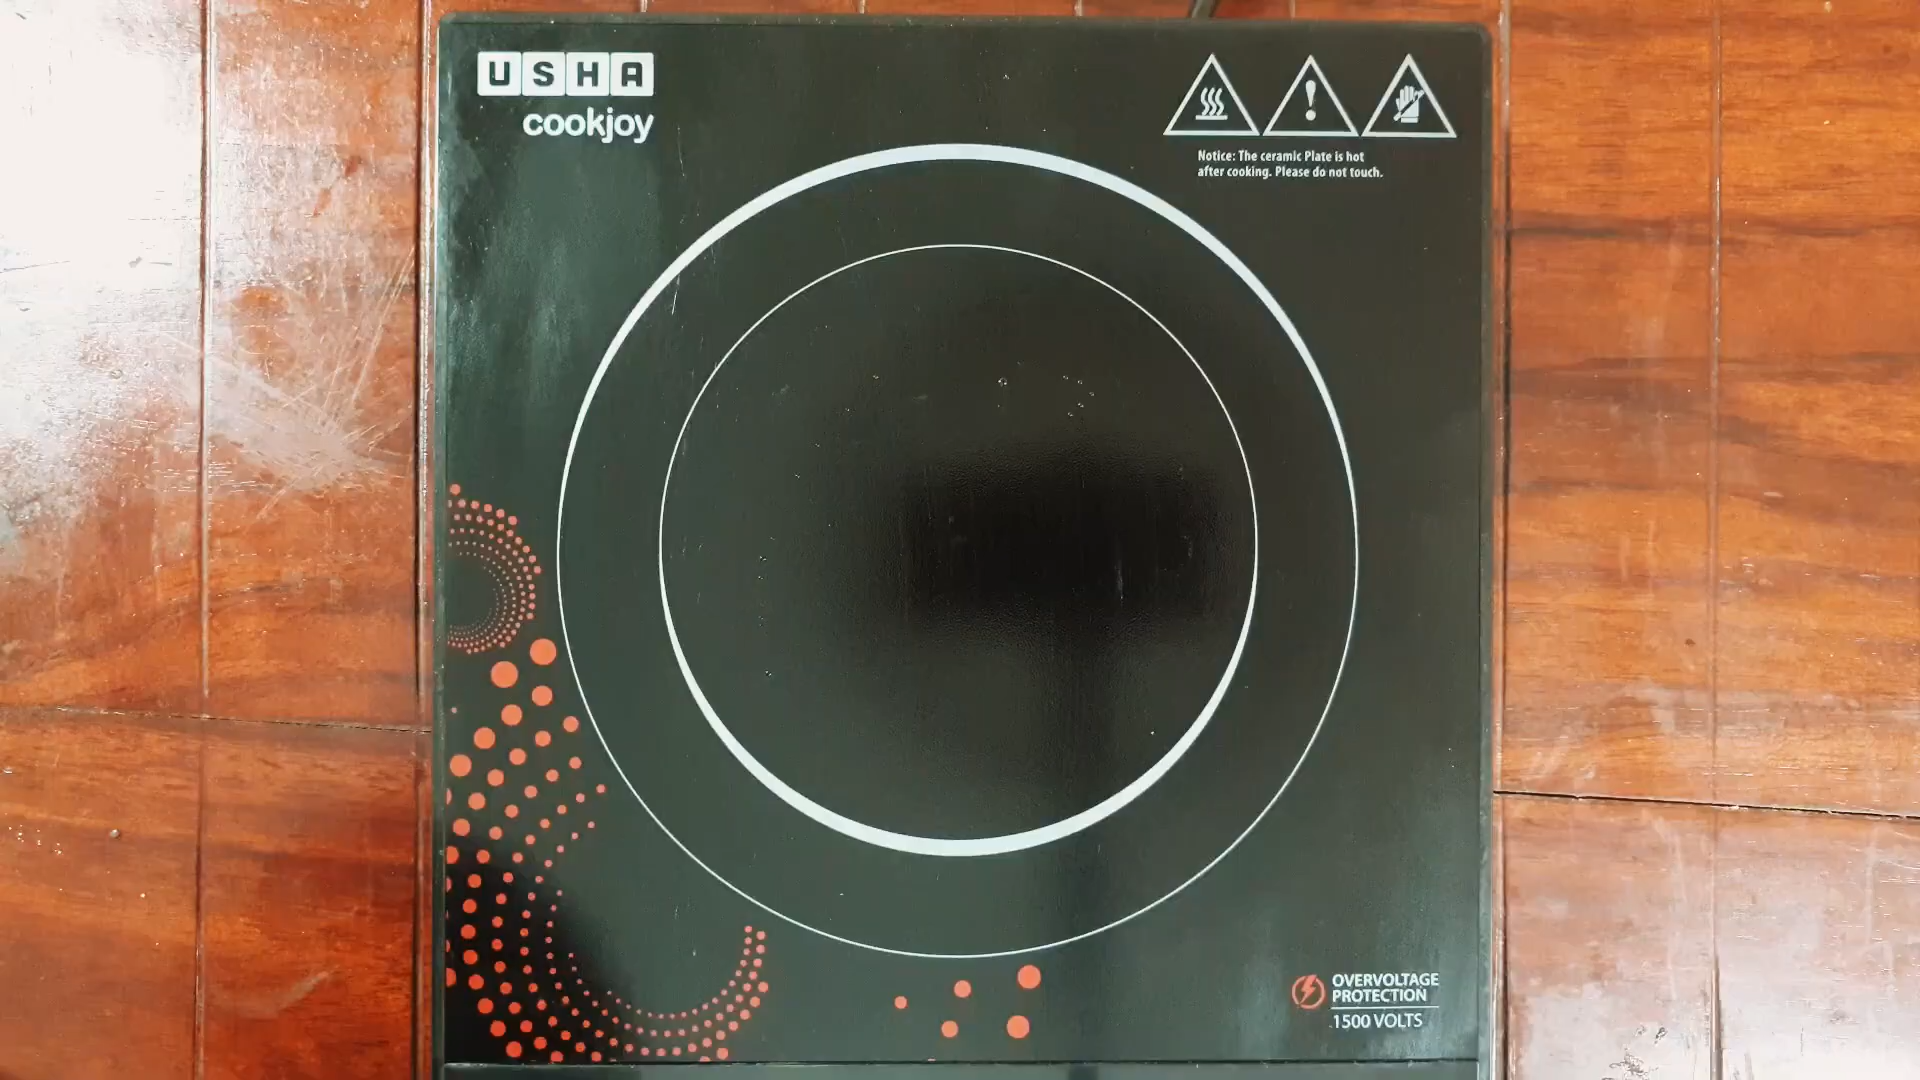 USHA
cookjoy
Notice: The ceramic Plate is hot
after cooking. Please do not touch.
OVERVOLTAGE
PROTECTION
1500 VOLTS